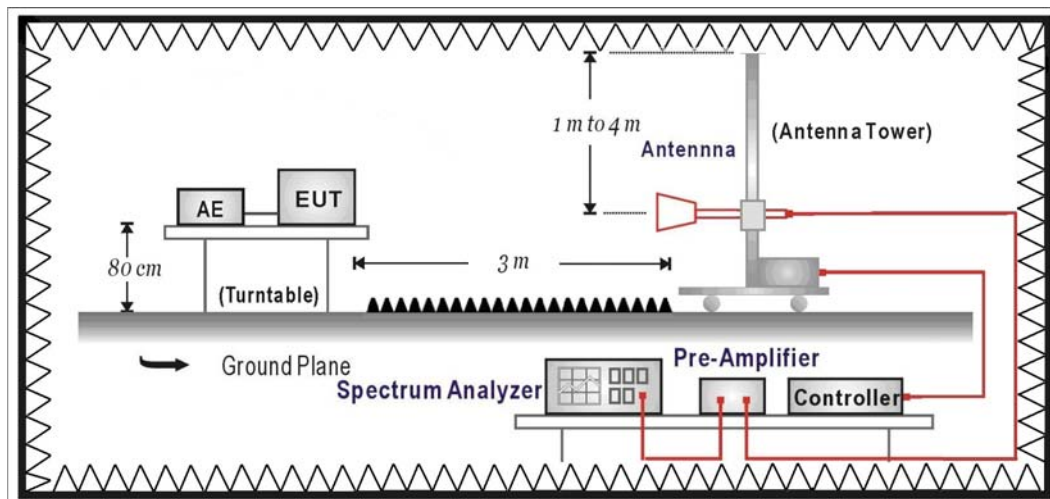 1 m to 4 m
(Antenna Tower)
Antennna
AE
EUT
80 cm
3 m
(Turntable)
Ground Plane
Pre-Amplifier
Spectrum Analyzer
Controller